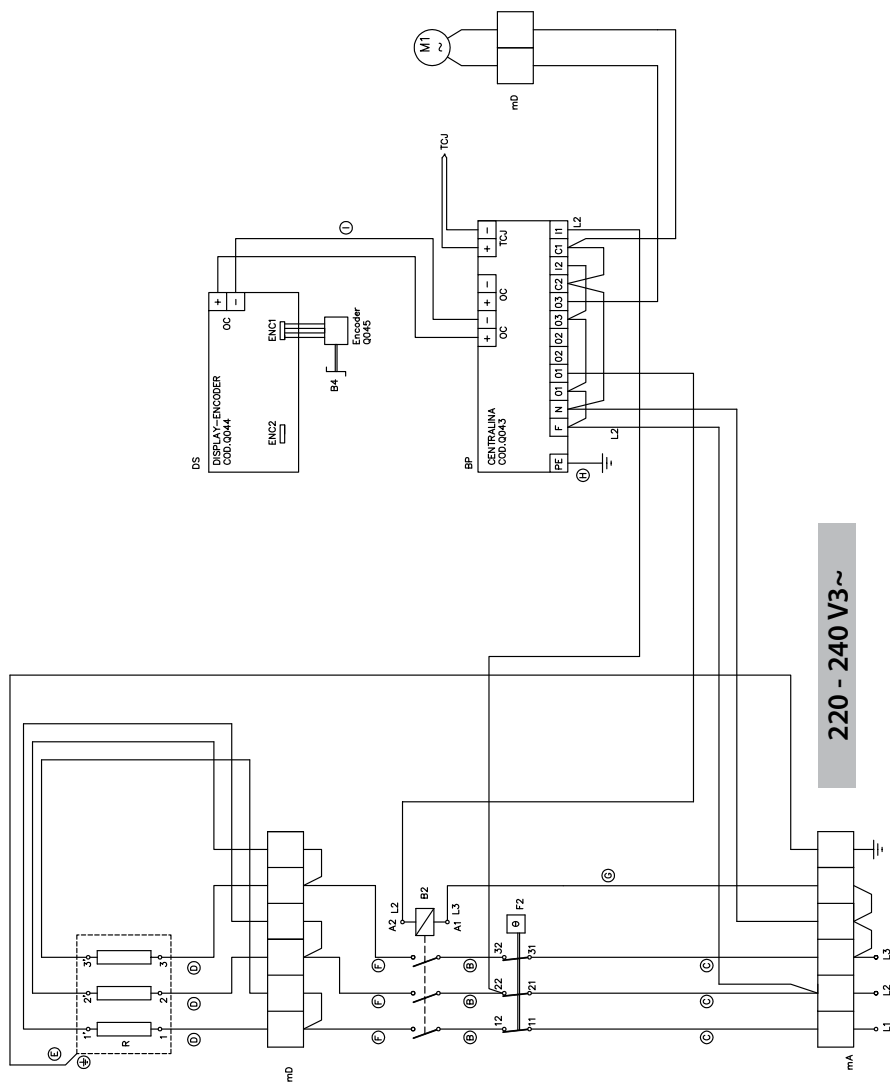 M1
~
mD
TCJ
DS
DISPLAY-ENCODER
COD.Q044
ENC2
ENC1
OC
+
-
Encoder
Q045
B4
I
BP
CENTRALINA
COD.Q043
+ - + - + -
OC OC TCJ
PE F N O1 O1 O2 O2 O3 O3 C2 I2 C1 I1
L2
L2
H
220 - 240 V3~
E
R
1' 2' 3'
1 2 3
D D D
mD
F F F
A2 L2
B2
A1 L3
B B B
12 22 32
F2
θ
11 21 31
G
C C C
mA
L1 L2 L3